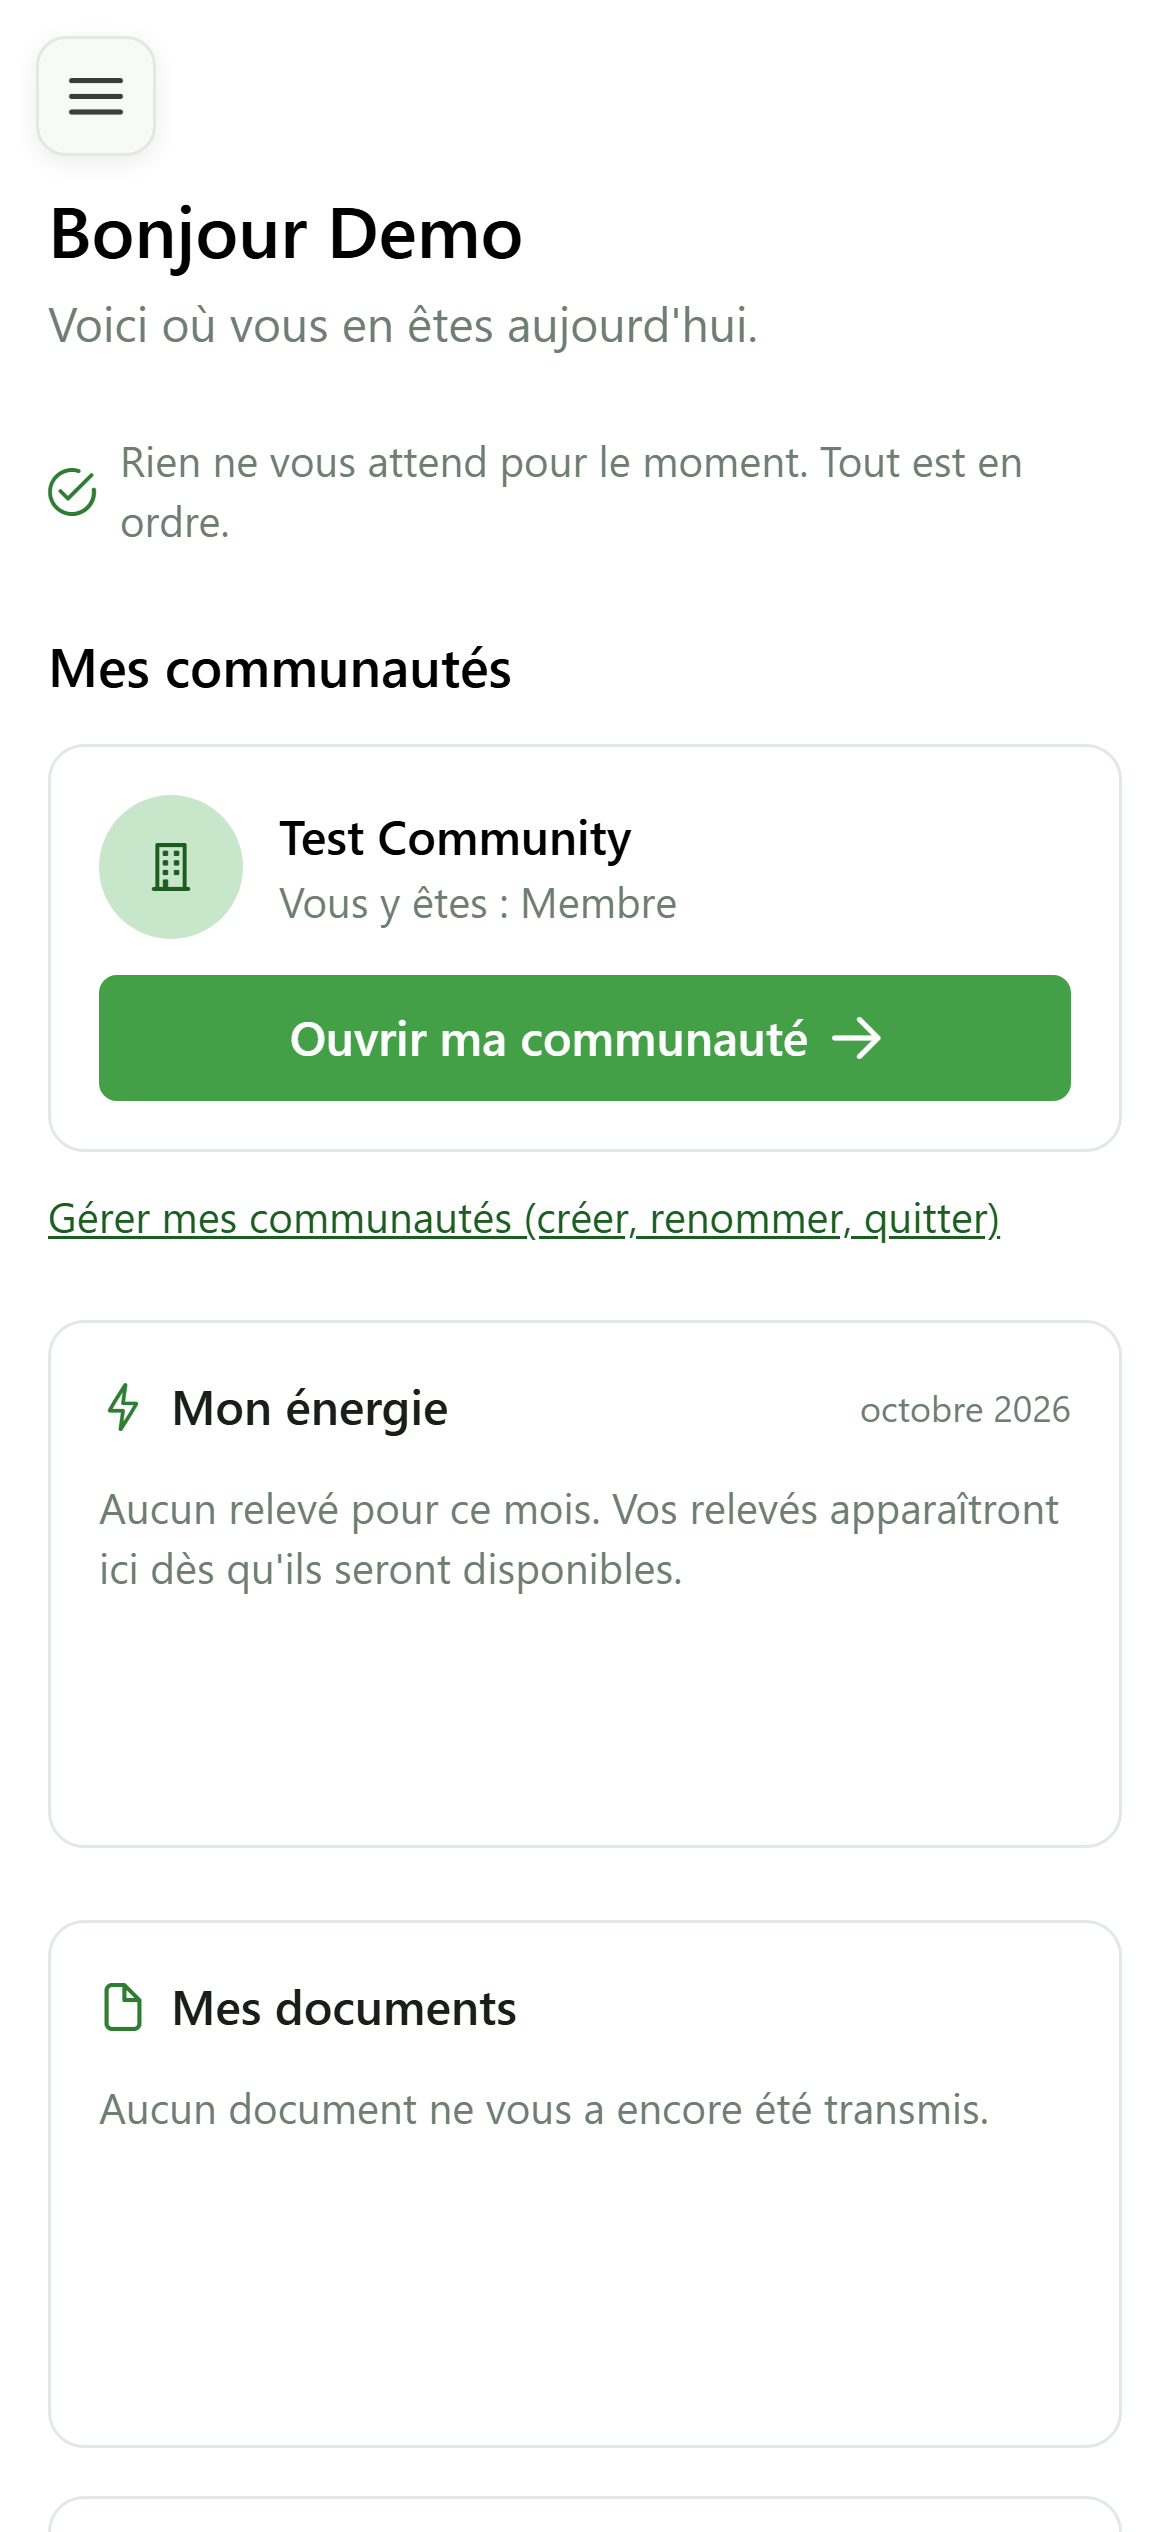 Bonjour Demo
Voici où vous en êtes aujourd'hui.
Rien ne vous attend pour le moment. Tout est en
ordre.
Mes communautés
Test Community
Vous y êtes : Membre
Ouvrir ma communauté
Gérer mes communautés (créer, renommer, quitter)
Mon énergie
octobre 2026
Aucun relevé pour ce mois. Vos relevés apparaîtront
ici dès qu'ils seront disponibles.
Mes documents
Aucun document ne vous a encore été transmis.